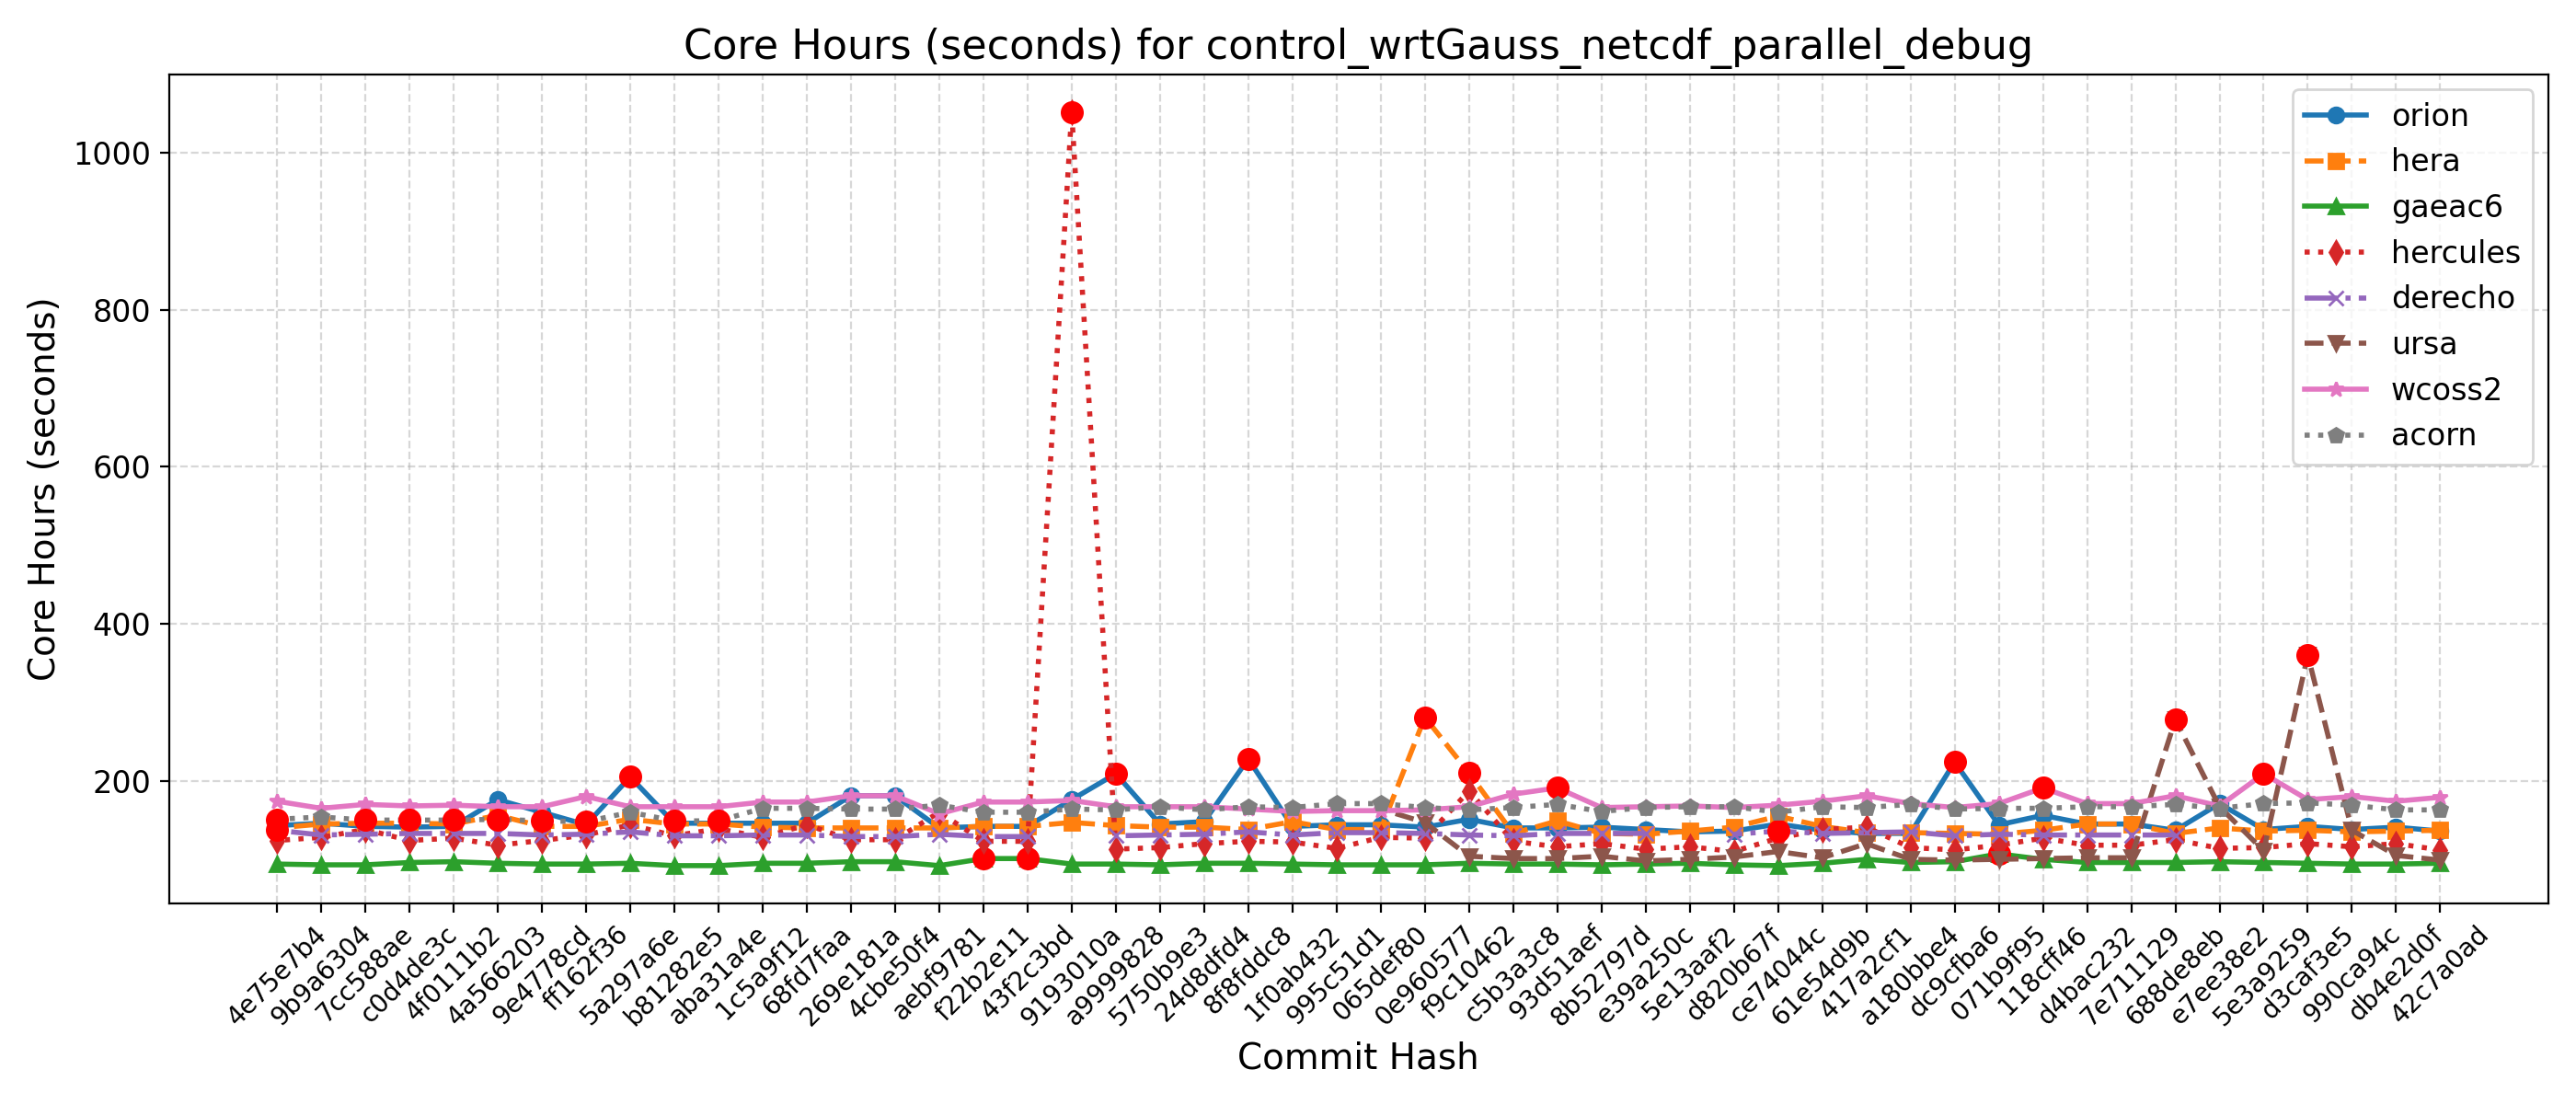 Core Hours (seconds) for control_wrtGauss_netcdf_parallel_debug
Core Hours (seconds)
1000
800
600
400
200
orion
hera
gaeac6
hercules
derecho
ursa
wcoss2
acorn
4e75e7b4
9b9a6304
7cc588ae
c0d4de3c
4f0111b2
4a566203
9e4778cd
ff162f36
5a297a6e
b81282e5
aba31a4e
1c5a9f12
68fd7faa
269e181a
4cbe50f4
aebf9781
f22b2e11
43f2c3bd
9193010a
a9999828
5750b9e3
24d8dfd4
8f8fddc8
1f0ab432
995c51d1
065def80
0e960577
f9c10462
c5b3a3c8
93d51aef
8b52797d
e39a250c
5e13aaf2
d820b67f
ce74044c
61e54d9b
417a2cf1
a180bbe4
dc9cfba6
071b9f95
118cff46
d4bac232
7e711129
688de8eb
e7ee38e2
5e3a9259
d3caf3e5
990ca94c
db4e2d0f
42c7a0ad
Commit Hash